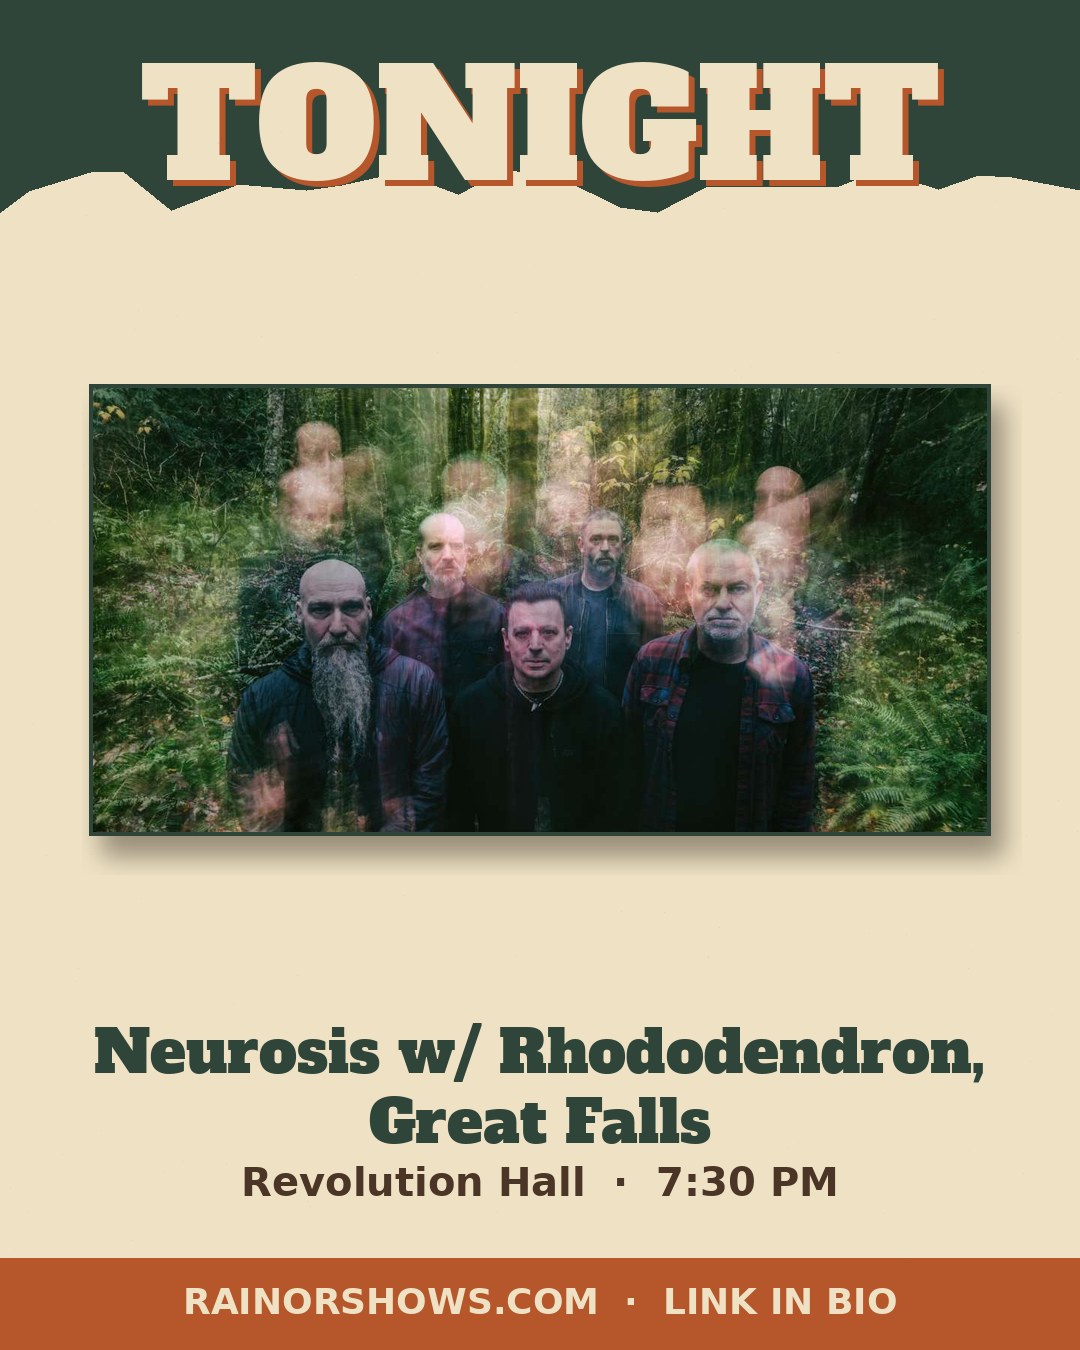 TONIGHT
Neurosis w/ Rhododendron,
Great Falls
Revolution Hall · 7:30 PM
RAINORSHOWS.COM · LINK IN BIO